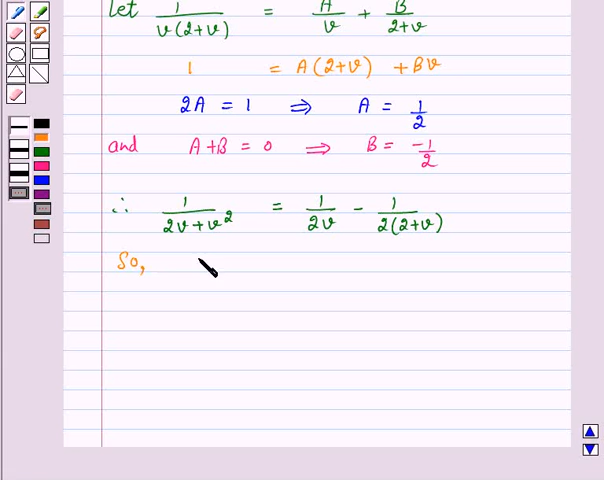 let 1/v(2+v) = A/v + B/2+v
1 = A(2+v) + Bv
2A = 1 ⇒ A = 1/2
and A+B = 0 ⇒ B = -1/2
∴ 1/2v+v² = 1/2v - 1/2(2+v)
So,